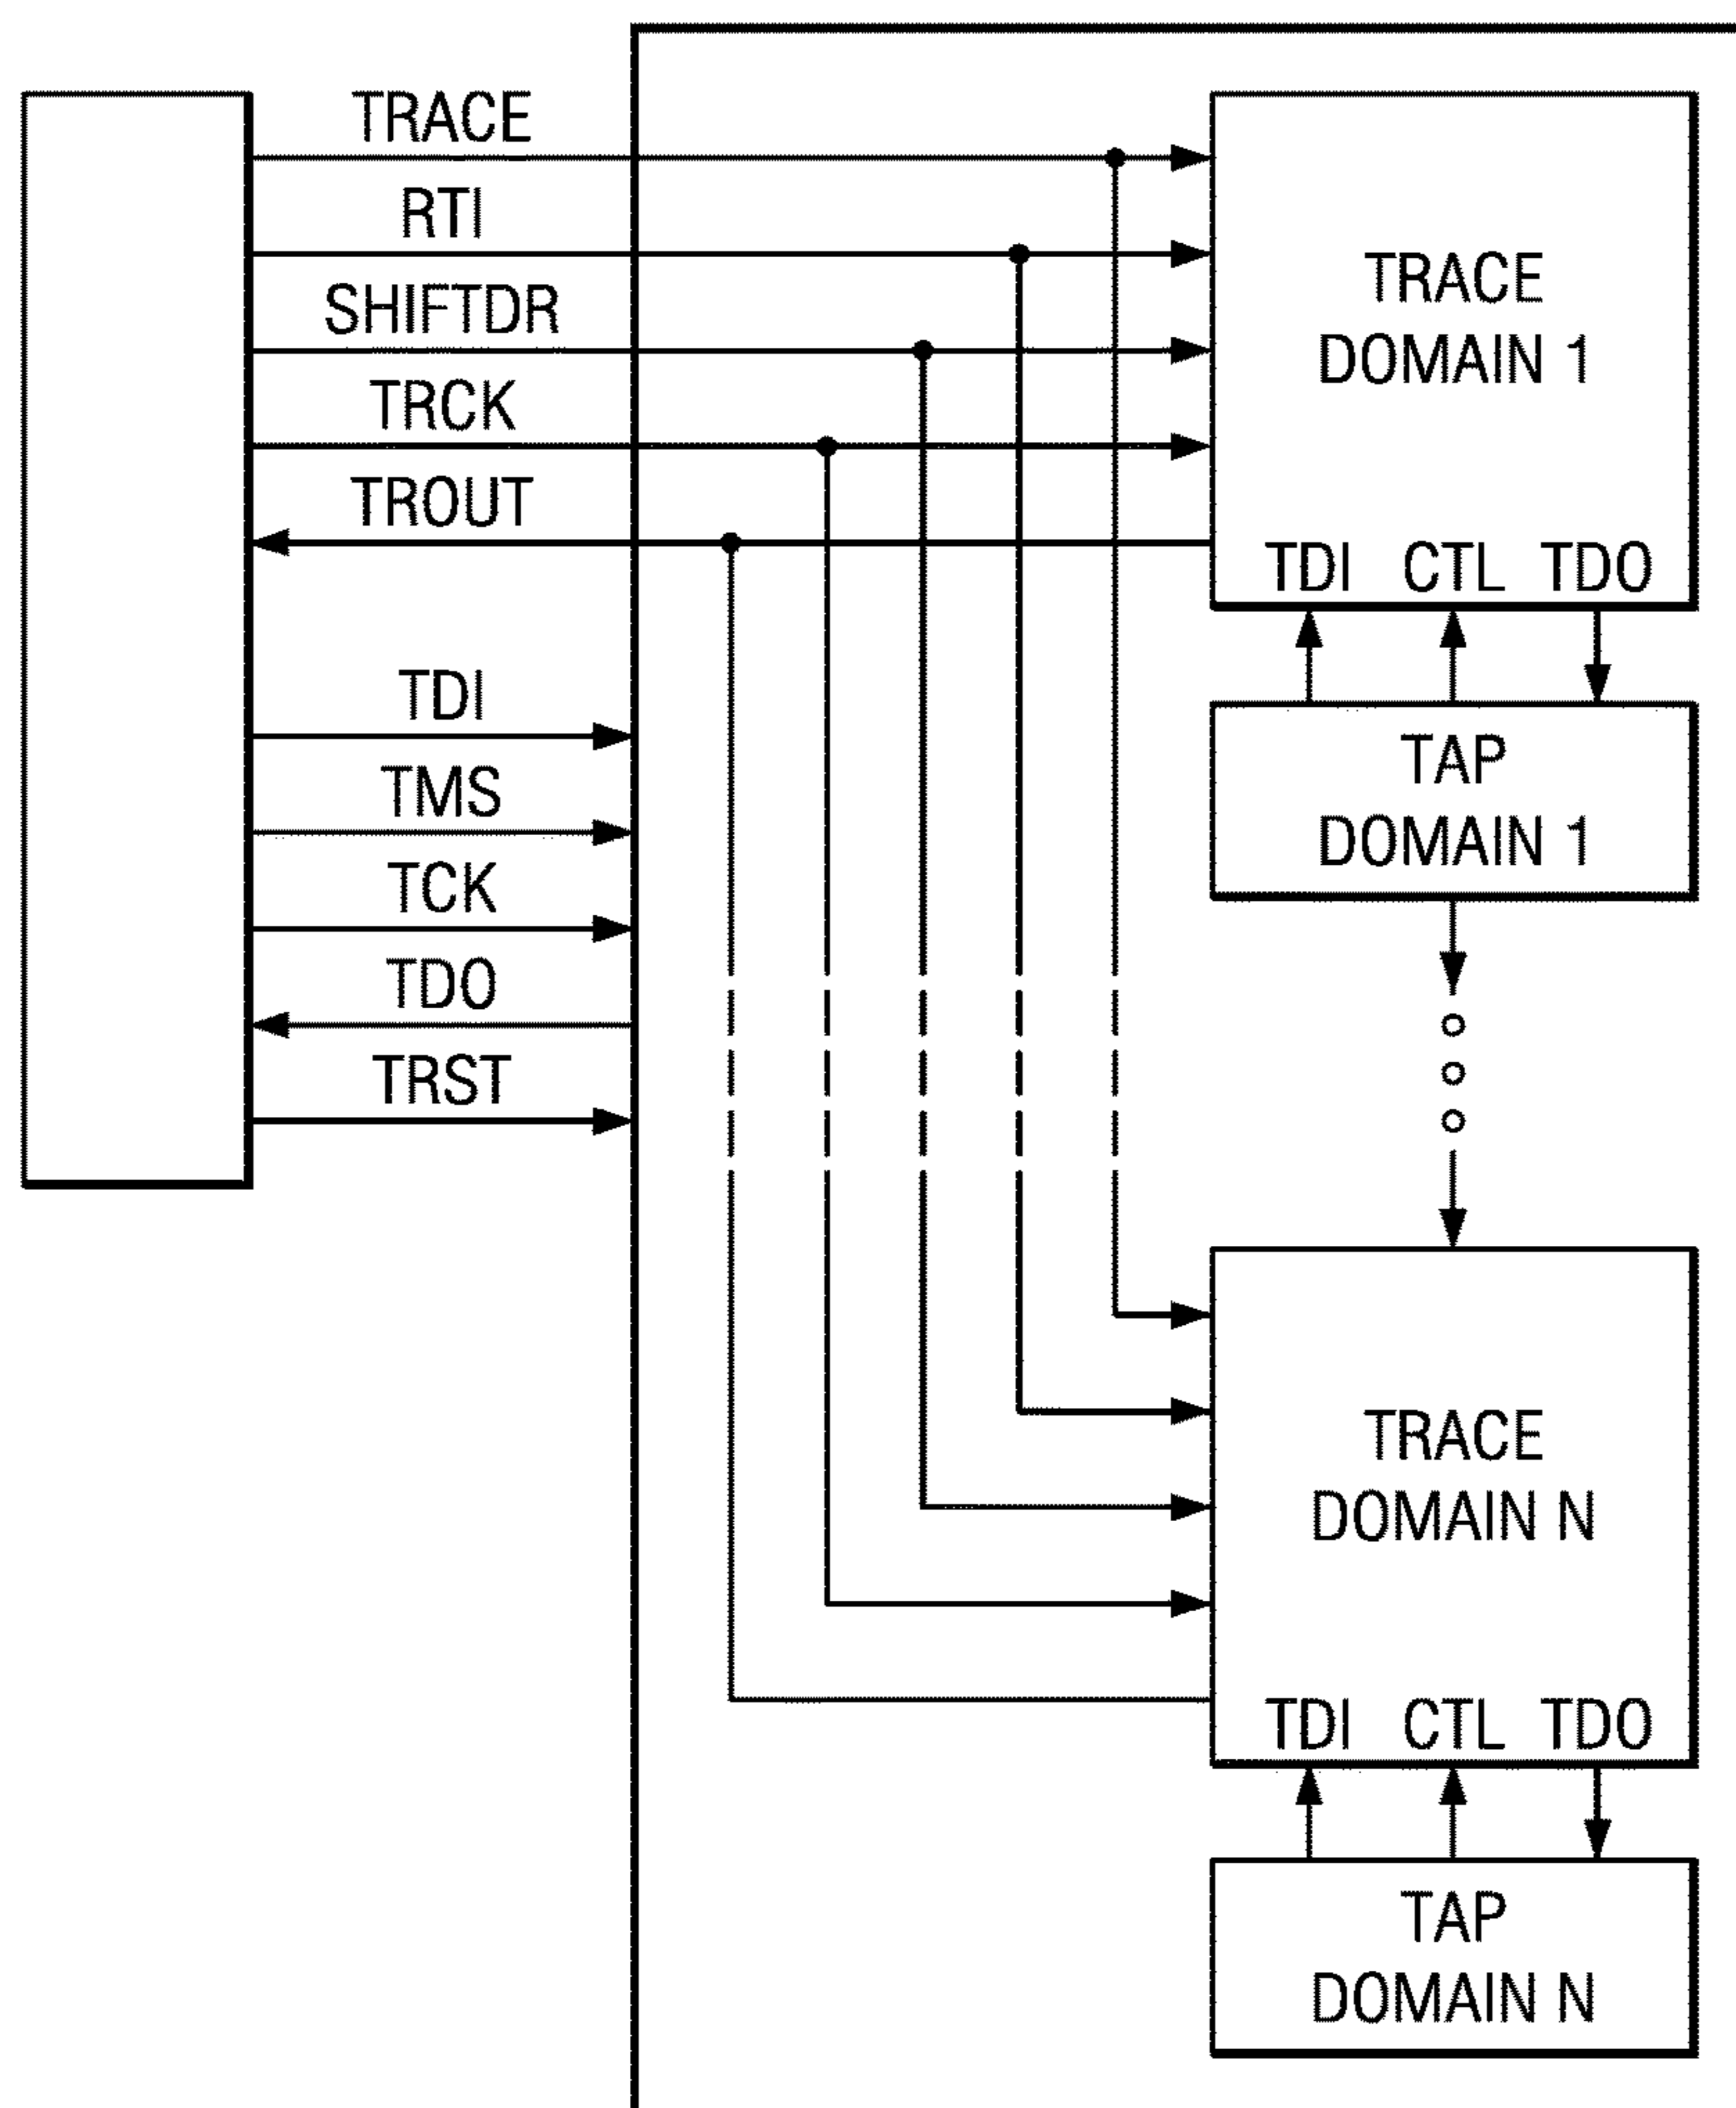 TRACE
RTI
SHIFTDR
TRCK
TROUT
TDI
TMS
TCK
TDO
TRST
TRACE
DOMAIN 1
TDI CTL TDO
TAP
DOMAIN 1
TRACE
DOMAIN N
TDI CTL TDO
TAP
DOMAIN N